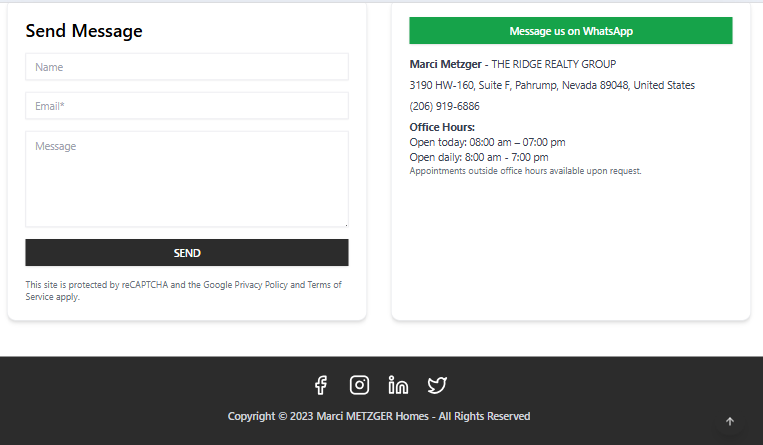 Send Message
Name
Email*
Message
SEND
This site is protected by reCAPTCHA and the Google Privacy Policy and Terms of
Service apply.
Message us on WhatsApp
Marci Metzger - THE RIDGE REALTY GROUP
3190 HW-160, Suite F, Pahrump, Nevada 89048, United States
(206) 919-6886
Office Hours:
Open today: 08:00 am – 07:00 pm
Open daily: 8:00 am - 7:00 pm
Appointments outside office hours available upon request.
Copyright © 2023 Marci METZGER Homes - All Rights Reserved